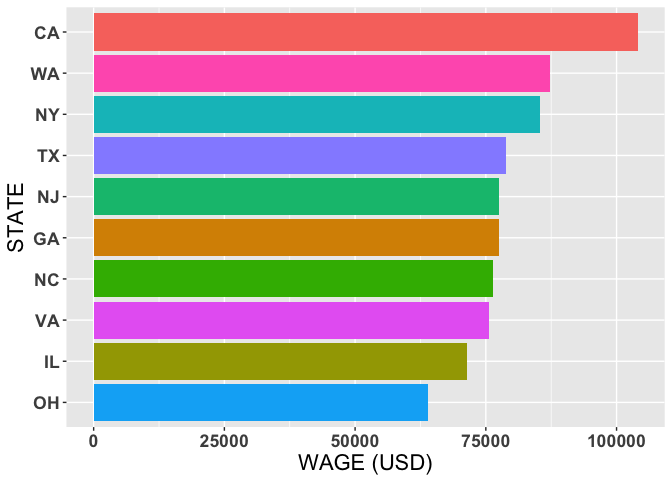 CA
WA
NY
TX
NJ
GA
NC
VA
IL
OH
STATE
0 25000 50000 75000 100000
WAGE (USD)